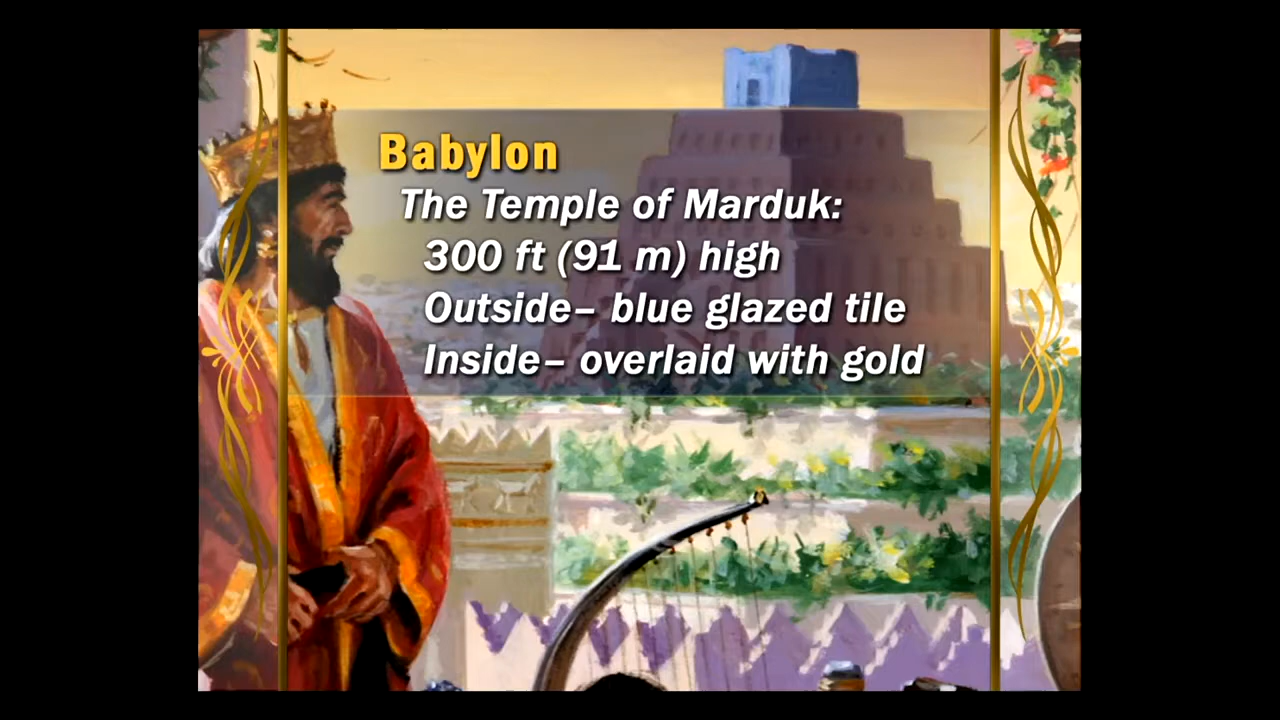 Babylon
The Temple of Marduk:
300 ft (91 m) high
Outside– blue glazed tile
Inside– overlaid with gold